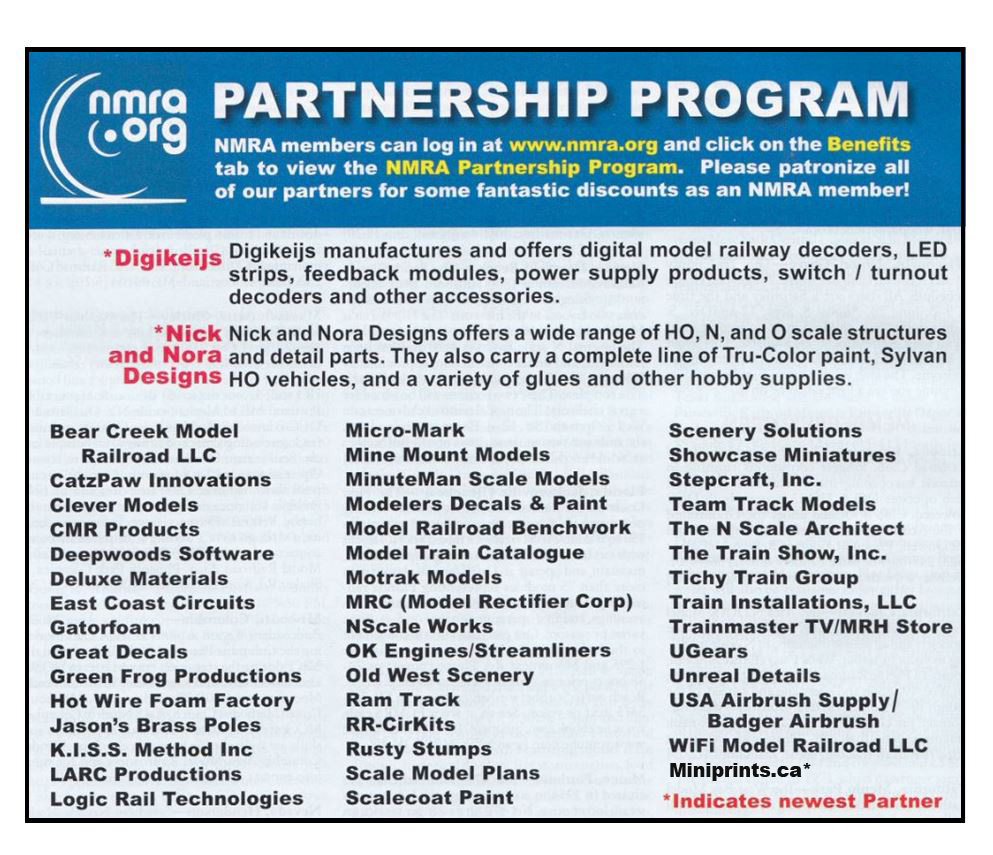 nmra
.org
PARTNERSHIP PROGRAM
NMRA members can log in at www.nmra.org and click on the Benefits
tab to view the NMRA Partnership Program. Please patronize all
of our partners for some fantastic discounts as an NMRA member!
*Digikeijs
Digikeijs manufactures and offers digital model railway decoders, LED
strips, feedback modules, power supply products, switch / turnout
decoders and other accessories.
*Nick
and Nora
Designs
Nick and Nora Designs offers a wide range of HO, N, and O scale structures
and detail parts. They also carry a complete line of Tru-Color paint, Sylvan
HO vehicles, and a variety of glues and other hobby supplies.
Bear Creek Model
Railroad LLC
CatzPaw Innovations
Clever Models
CMR Products
Deepwoods Software
Deluxe Materials
East Coast Circuits
Gatorfoam
Great Decals
Green Frog Productions
Hot Wire Foam Factory
Jason's Brass Poles
K.I.S.S. Method Inc
LARC Productions
Logic Rail Technologies
Micro-Mark
Mine Mount Models
MinuteMan Scale Models
Modelers Decals & Paint
Model Railroad Benchwork
Model Train Catalogue
Motrak Models
MRC (Model Rectifier Corp)
NScale Works
OK Engines/Streamliners
Old West Scenery
Ram Track
RR-CirKits
Rusty Stumps
Scale Model Plans
Scalecoat Paint
Scenery Solutions
Showcase Miniatures
Stepcraft, Inc.
Team Track Models
The N Scale Architect
The Train Show, Inc.
Tichy Train Group
Train Installations, LLC
Trainmaster TV/MRH Store
UGears
Unreal Details
USA Airbrush Supply/
Badger Airbrush
WiFi Model Railroad LLC
Miniprints.ca*
*Indicates newest Partner